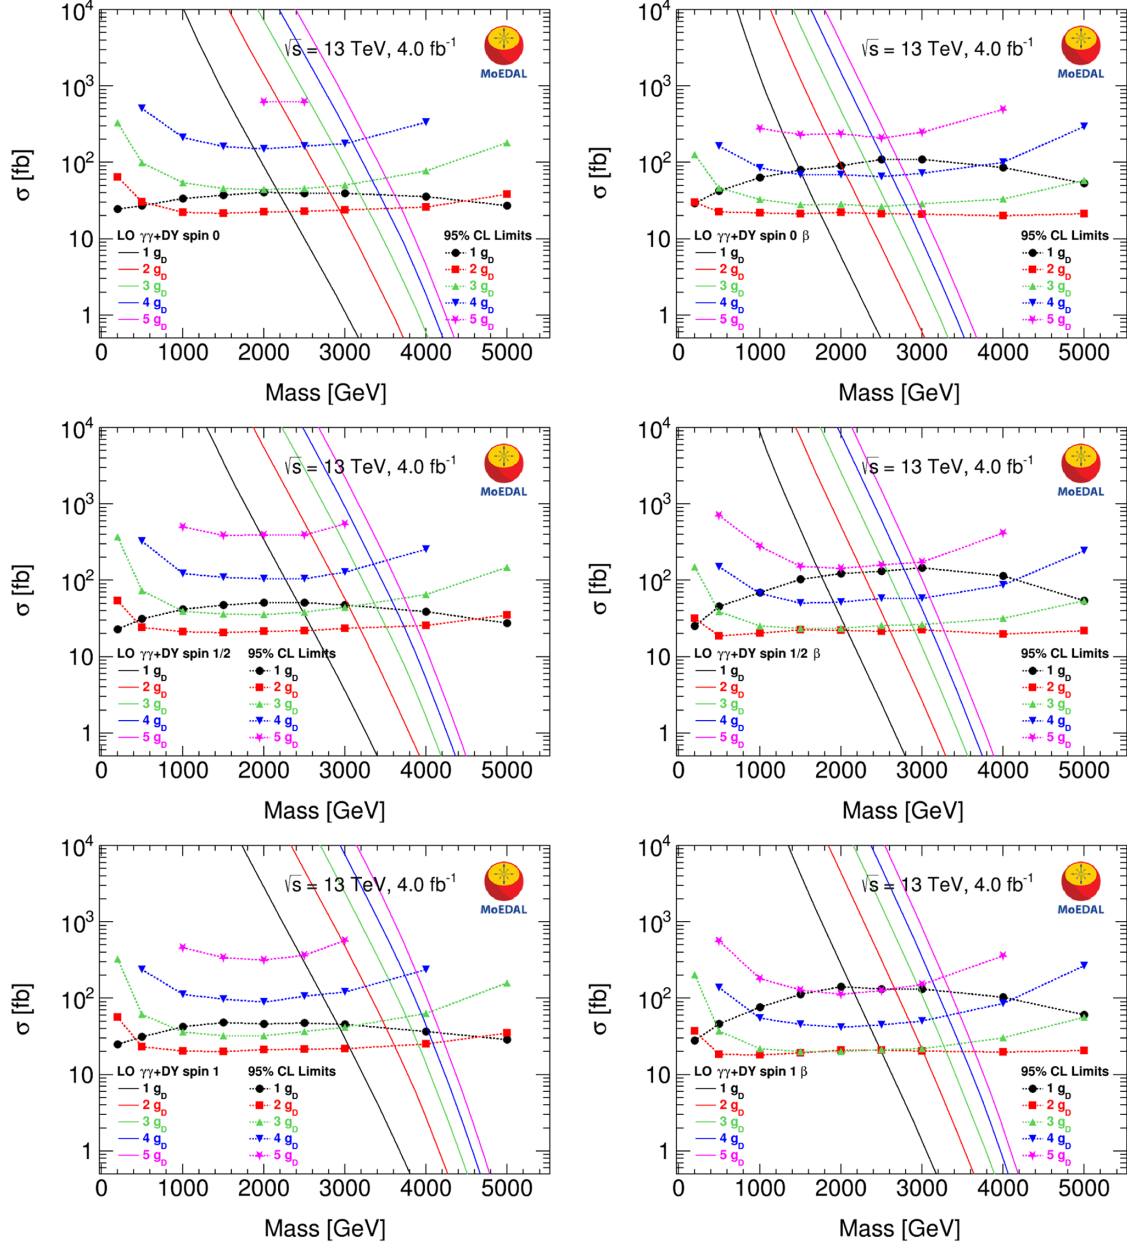 10⁴
10³
10²
10
1
σ [fb]
√s = 13 TeV, 4.0 fb⁻¹
MoEDAL
LO γγ+DY spin 0
1 g_D
2 g_D
3 g_D
4 g_D
5 g_D
95% CL Limits
1 g_D
2 g_D
3 g_D
4 g_D
5 g_D
0 1000 2000 3000 4000 5000
Mass [GeV]
10⁴
10³
10²
10
1
σ [fb]
√s = 13 TeV, 4.0 fb⁻¹
MoEDAL
LO γγ+DY spin 0 β
1 g_D
2 g_D
3 g_D
4 g_D
5 g_D
95% CL Limits
1 g_D
2 g_D
3 g_D
4 g_D
5 g_D
0 1000 2000 3000 4000 5000
Mass [GeV]
10⁴
10³
10²
10
1
σ [fb]
√s = 13 TeV, 4.0 fb⁻¹
MoEDAL
LO γγ+DY spin 1/2
1 g_D
2 g_D
3 g_D
4 g_D
5 g_D
95% CL Limits
1 g_D
2 g_D
3 g_D
4 g_D
5 g_D
0 1000 2000 3000 4000 5000
Mass [GeV]
10⁴
10³
10²
10
1
σ [fb]
√s = 13 TeV, 4.0 fb⁻¹
MoEDAL
LO γγ+DY spin 1/2 β
1 g_D
2 g_D
3 g_D
4 g_D
5 g_D
95% CL Limits
1 g_D
2 g_D
3 g_D
4 g_D
5 g_D
0 1000 2000 3000 4000 5000
Mass [GeV]
10⁴
10³
10²
10
1
σ [fb]
√s = 13 TeV, 4.0 fb⁻¹
MoEDAL
LO γγ+DY spin 1
1 g_D
2 g_D
3 g_D
4 g_D
5 g_D
95% CL Limits
1 g_D
2 g_D
3 g_D
4 g_D
5 g_D
0 1000 2000 3000 4000 5000
Mass [GeV]
10⁴
10³
10²
10
1
σ [fb]
√s = 13 TeV, 4.0 fb⁻¹
MoEDAL
LO γγ+DY spin 1 β
1 g_D
2 g_D
3 g_D
4 g_D
5 g_D
95% CL Limits
1 g_D
2 g_D
3 g_D
4 g_D
5 g_D
0 1000 2000 3000 4000 5000
Mass [GeV]